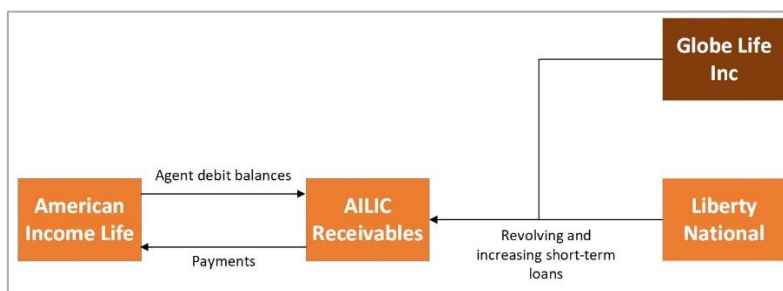 Globe Life
Inc
Agent debit balances
American
Income Life
AILIC
Receivables
Liberty
National
Payments
Revolving and
increasing short-term
loans